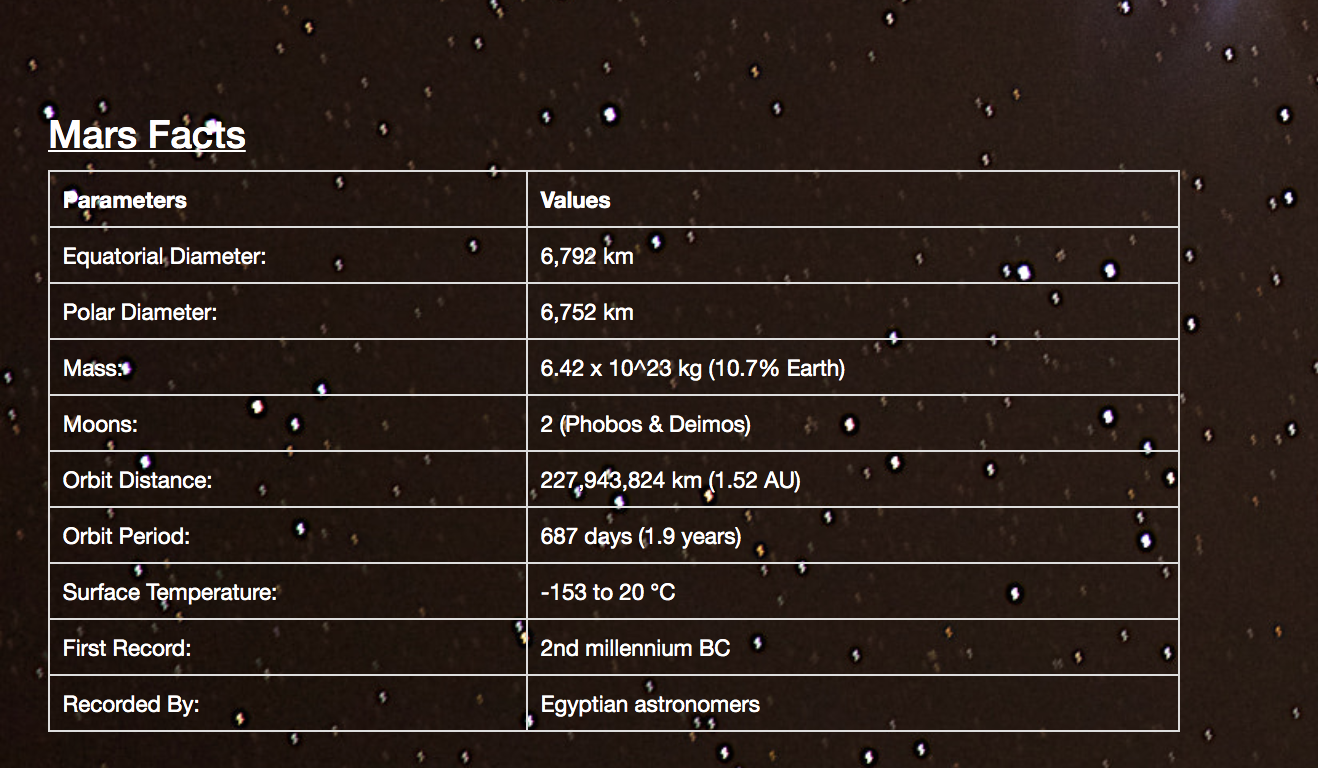 Mars Facts
Parameters Values
Equatorial Diameter: 6,792 km
Polar Diameter: 6,752 km
Mass: 6.42 x 10^23 kg (10.7% Earth)
Moons: 2 (Phobos & Deimos)
Orbit Distance: 227,943,824 km (1.52 AU)
Orbit Period: 687 days (1.9 years)
Surface Temperature: -153 to 20 °C
First Record: 2nd millennium BC
Recorded By: Egyptian astronomers